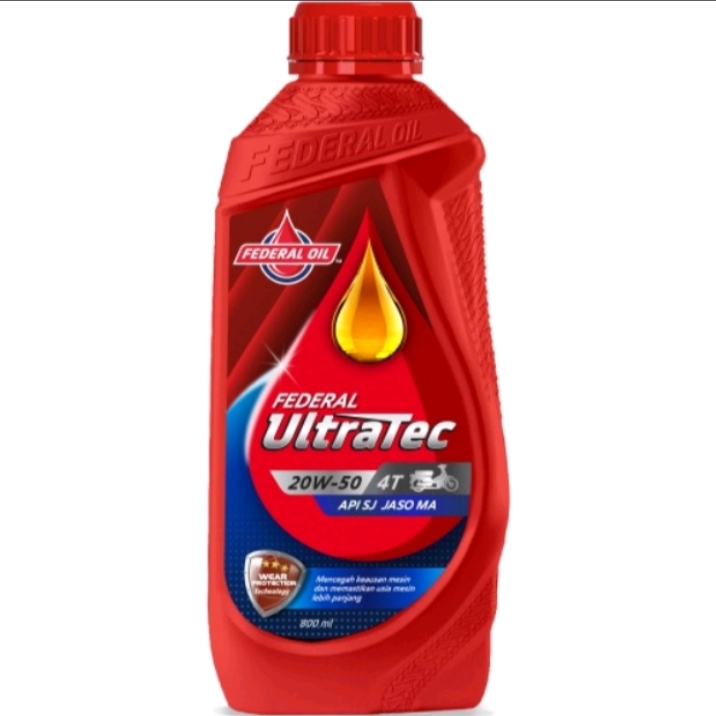 FEDERAL OIL
FEDERAL OIL
FEDERAL
UltraTec
20W-50 4T
API SJ JASO MA
WEAR
PROTECTION
Technology
Mencegah keausan mesin
dan memastikan usia mesin
lebih panjang
800 ml